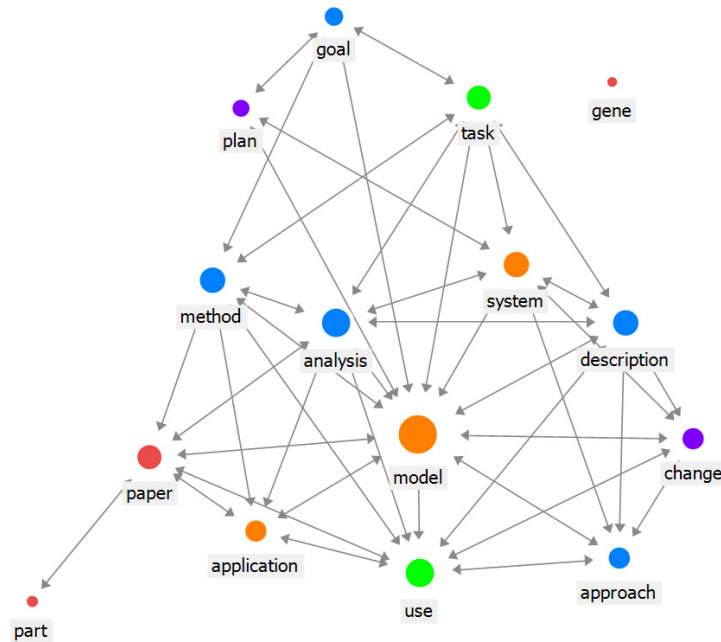 goal
gene
task
plan
system
method
analysis
description
model
change
paper
application
approach
use
part